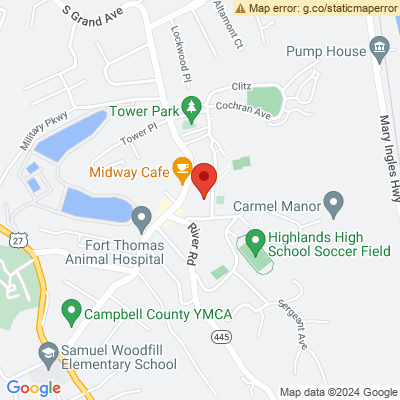 Map error: g.co/staticmaperror
S Grand Ave
Altamont Ct
Lockwood Pl
Pump House
Clitz
Cochran Ave
Tower Park
Tower Pl
Military Pkwy
Mary Ingles Hwy
Midway Cafe
Carmel Manor
27
Fort Thomas
Animal Hospital
River Rd
Highlands High
School Soccer Field
Campbell County YMCA
Sergeant Ave
445
Samuel Woodfill
Elementary School
Google
Map data ©2024 Google